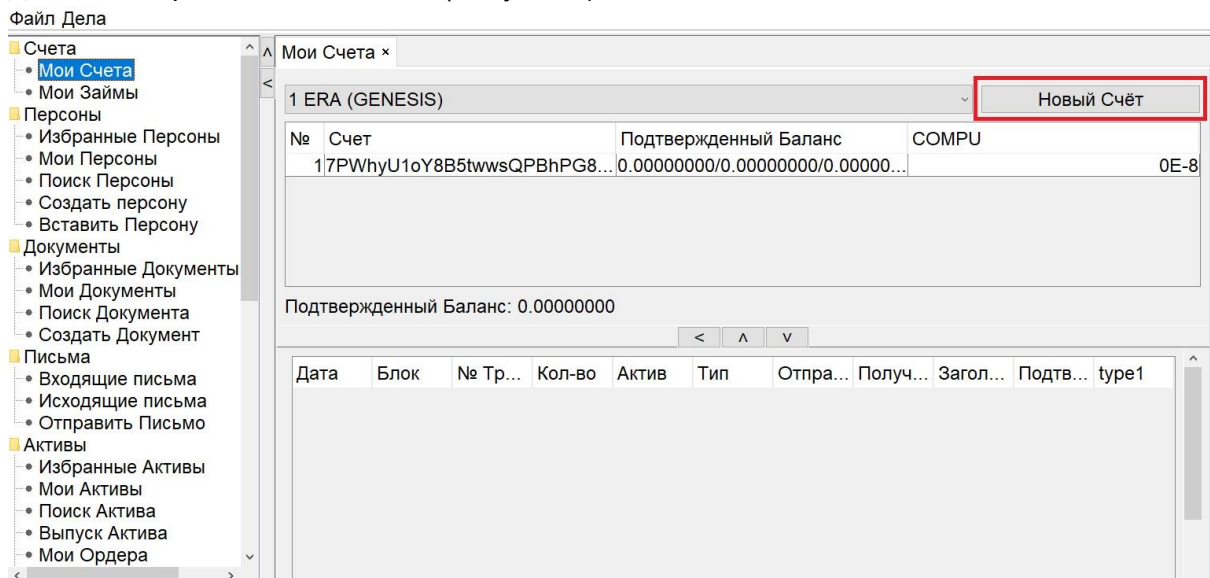 Файл Дела
Счета
Мои Счета
Мои Займы
Персоны
Избранные Персоны
Мои Персоны
Поиск Персоны
Создать персону
Вставить Персону
Документы
Избранные Документы
Мои Документы
Поиск Документа
Создать Документ
Письма
Входящие письма
Исходящие письма
Отправить Письмо
Активы
Избранные Активы
Мои Активы
Поиск Актива
Выпуск Актива
Мои Ордера
Мои Счета ×
1 ERA (GENESIS)
Новый Счёт
№ Счет Подтвержденный Баланс COMPU
1 7PWhyU1oY8B5twwsQPBhPG8... 0.00000000/0.00000000/0.00000... 0E-8
Подтвержденный Баланс: 0.00000000
< ʌ v
Дата Блок № Тр... Кол-во Актив Тип Отпра... Получ... Загол... Подтв... type1